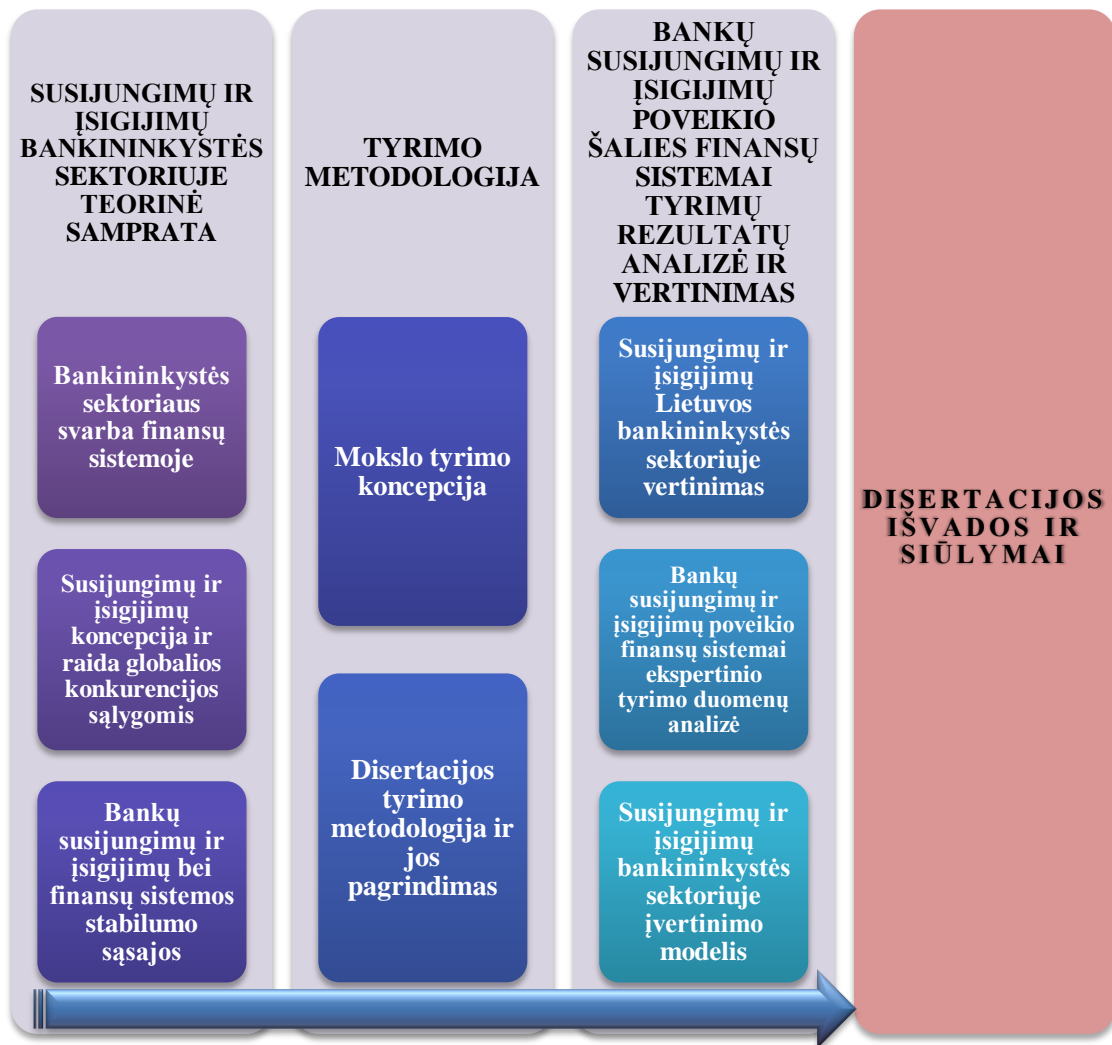 SUSIJUNGIMŲ IR
ĮSIGIJIMŲ
BANKININKYSTĖS
SEKTORIUJE
TEORINĖ
SAMPRATA
Bankininkystės
sektoriaus
svarba finansų
sistemoje
Susijungimų ir
įsigijimų
koncepcija ir
raida globalios
konkurencijos
sąlygomis
Bankų
susijungimų ir
įsigijimų bei
finansų sistemos
stabilumo
sąsajos
TYRIMO
METODOLOGIJA
Mokslo tyrimo
koncepcija
Disertacijos
tyrimo
metodologija ir
jos
pagrindimas
BANKŲ
SUSIJUNGIMŲ IR
ĮSIGIJIMŲ
POVEIKIO
ŠALIES FINANSŲ
SISTEMAI
TYRIMŲ
REZULTATŲ
ANALIZĖ IR
VERTINIMAS
Susijungimų ir
įsigijimų
Lietuvos
bankininkystės
sektoriuje
vertinimas
Bankų
susijungimų ir
įsigijimų poveikio
finansų sistemai
ekspertinio
tyrimo duomenų
analizė
Susijungimų ir
įsigijimų
bankininkystės
sektoriuje
įvertinimo
modelis
DISERTACIJOS
IŠVADOS IR
SIŪLYMAI